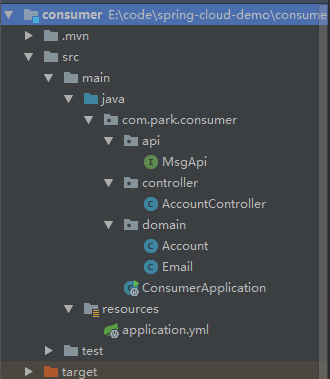 consumer E:\code\spring-cloud-demo\consume
.mvn
src
main
java
com.park.consumer
api
MsgApi
controller
AccountController
domain
Account
Email
ConsumerApplication
resources
application.yml
test
target